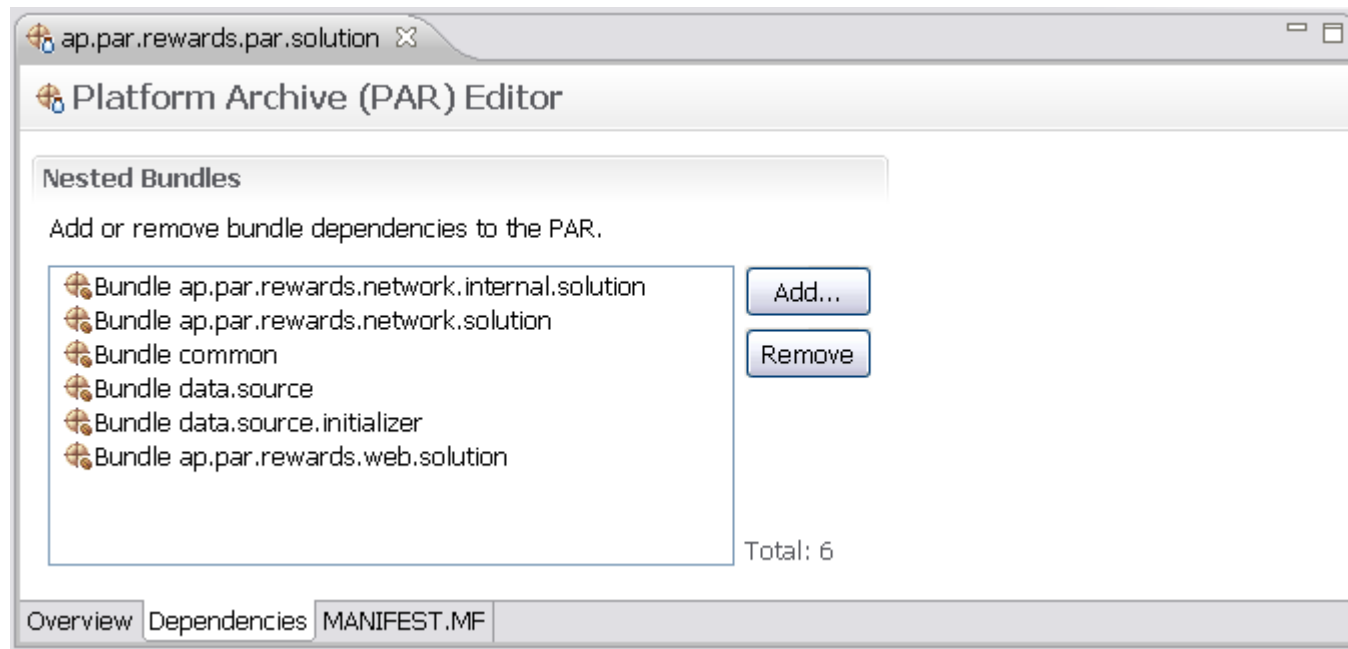 ap.par.rewards.par.solution
Platform Archive (PAR) Editor
Nested Bundles
Add or remove bundle dependencies to the PAR.
Bundle ap.par.rewards.network.internal.solution
Bundle ap.par.rewards.network.solution
Bundle common
Bundle data.source
Bundle data.source.initializer
Bundle ap.par.rewards.web.solution
Add...
Remove
Total: 6
Overview Dependencies MANIFEST.MF